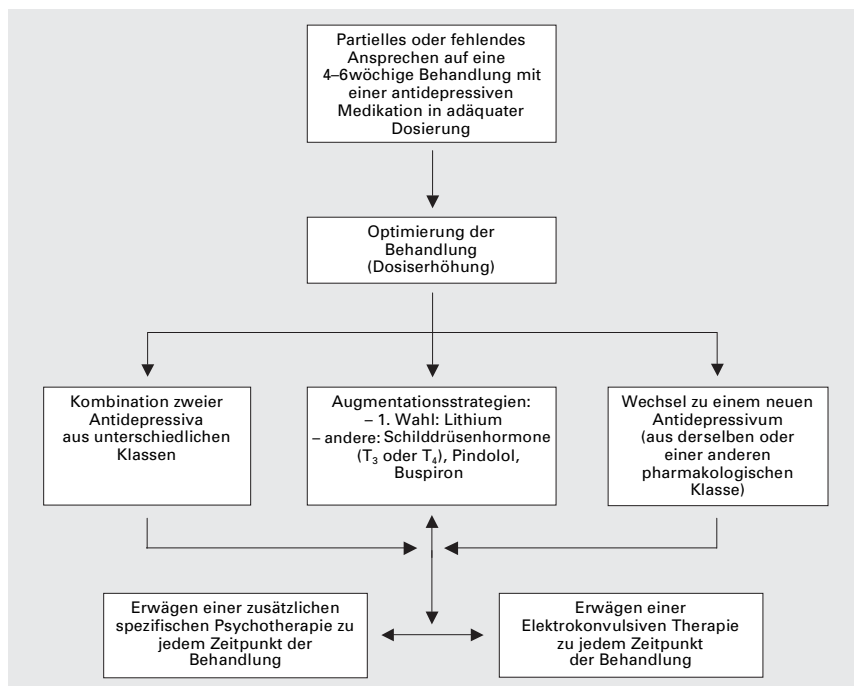 Partielles oder fehlendes
Ansprechen auf eine
4–6wöchige Behandlung mit
einer antidepressiven
Medikation in adäquater
Dosierung
Optimierung der
Behandlung
(Dosiserhöhung)
Kombination zweier
Antidepressiva
aus unterschiedlichen
Klassen
Augmentationsstrategien:
– 1. Wahl: Lithium
– andere: Schilddrüsenhormone
(T₃ oder T₄), Pindolol,
Buspiron
Wechsel zu einem neuen
Antidepressivum
(aus derselben oder
einer anderen
pharmakologischen
Klasse)
Erwägen einer zusätzlichen
spezifischen Psychotherapie zu
jedem Zeitpunkt der
Behandlung
Erwägen einer
Elektrokonvulsiven Therapie
zu jedem Zeitpunkt
der Behandlung